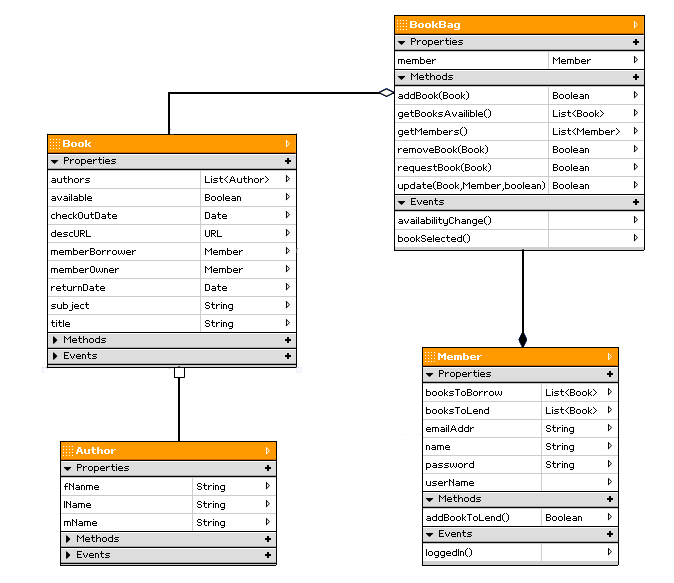 BookBag
Properties
member Member
Methods
addBook(Book) Boolean
getBooksAvailible() List<Book>
getMembers() List<Member>
removeBook(Book) Boolean
requestBook(Book) Boolean
update(Book,Member,boolean) Boolean
Events
availabilityChange()
bookSelected()
Book
Properties
authors List<Author>
available Boolean
checkOutDate Date
descURL URL
memberBorrower Member
memberOwner Member
returnDate Date
subject String
title String
Methods
Events
Member
Properties
booksToBorrow List<Book>
booksToLend List<Book>
emailAddr String
name String
password String
userName
Methods
addBookToLend() Boolean
Events
loggedIn()
Author
Properties
fNanme String
lName String
mName String
Methods
Events